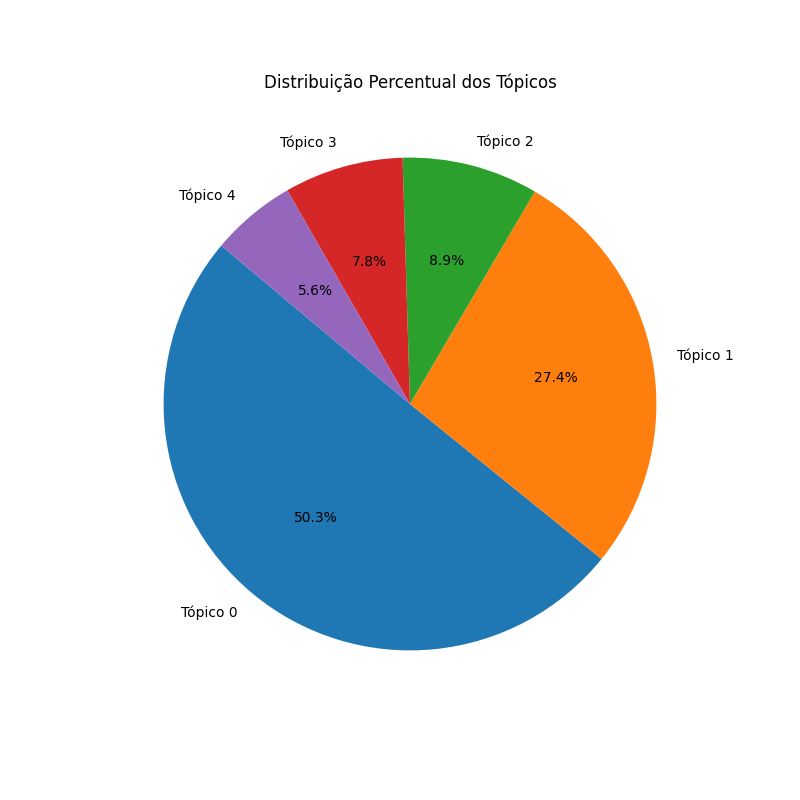 Distribuição Percentual dos Tópicos
Tópico 3
Tópico 2
Tópico 4
7.8%
8.9%
5.6%
Tópico 1
27.4%
50.3%
Tópico 0